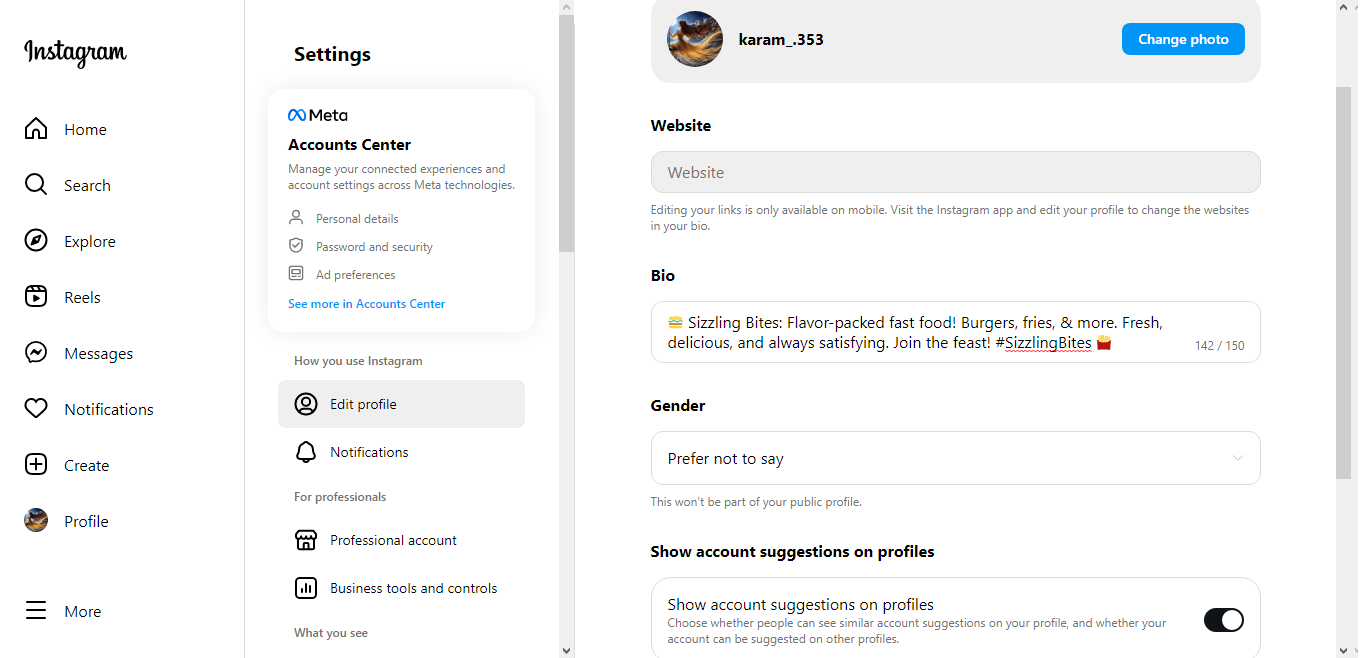 Instagram
Home
Search
Explore
Reels
Messages
Notifications
Create
Profile
More
Settings
Meta
Accounts Center
Manage your connected experiences and
account settings across Meta technologies.
Personal details
Password and security
Ad preferences
See more in Accounts Center
How you use Instagram
Edit profile
Notifications
For professionals
Professional account
Business tools and controls
What you see
karam_.353
Change photo
Website
Website
Editing your links is only available on mobile. Visit the Instagram app and edit your profile to change the websites
in your bio.
Bio
🍔 Sizzling Bites: Flavor-packed fast food! Burgers, fries, & more. Fresh,
delicious, and always satisfying. Join the feast! #SizzlingBites 🍟
142 / 150
Gender
Prefer not to say
This won't be part of your public profile.
Show account suggestions on profiles
Show account suggestions on profiles
Choose whether people can see similar account suggestions on your profile, and whether your
account can be suggested on other profiles.